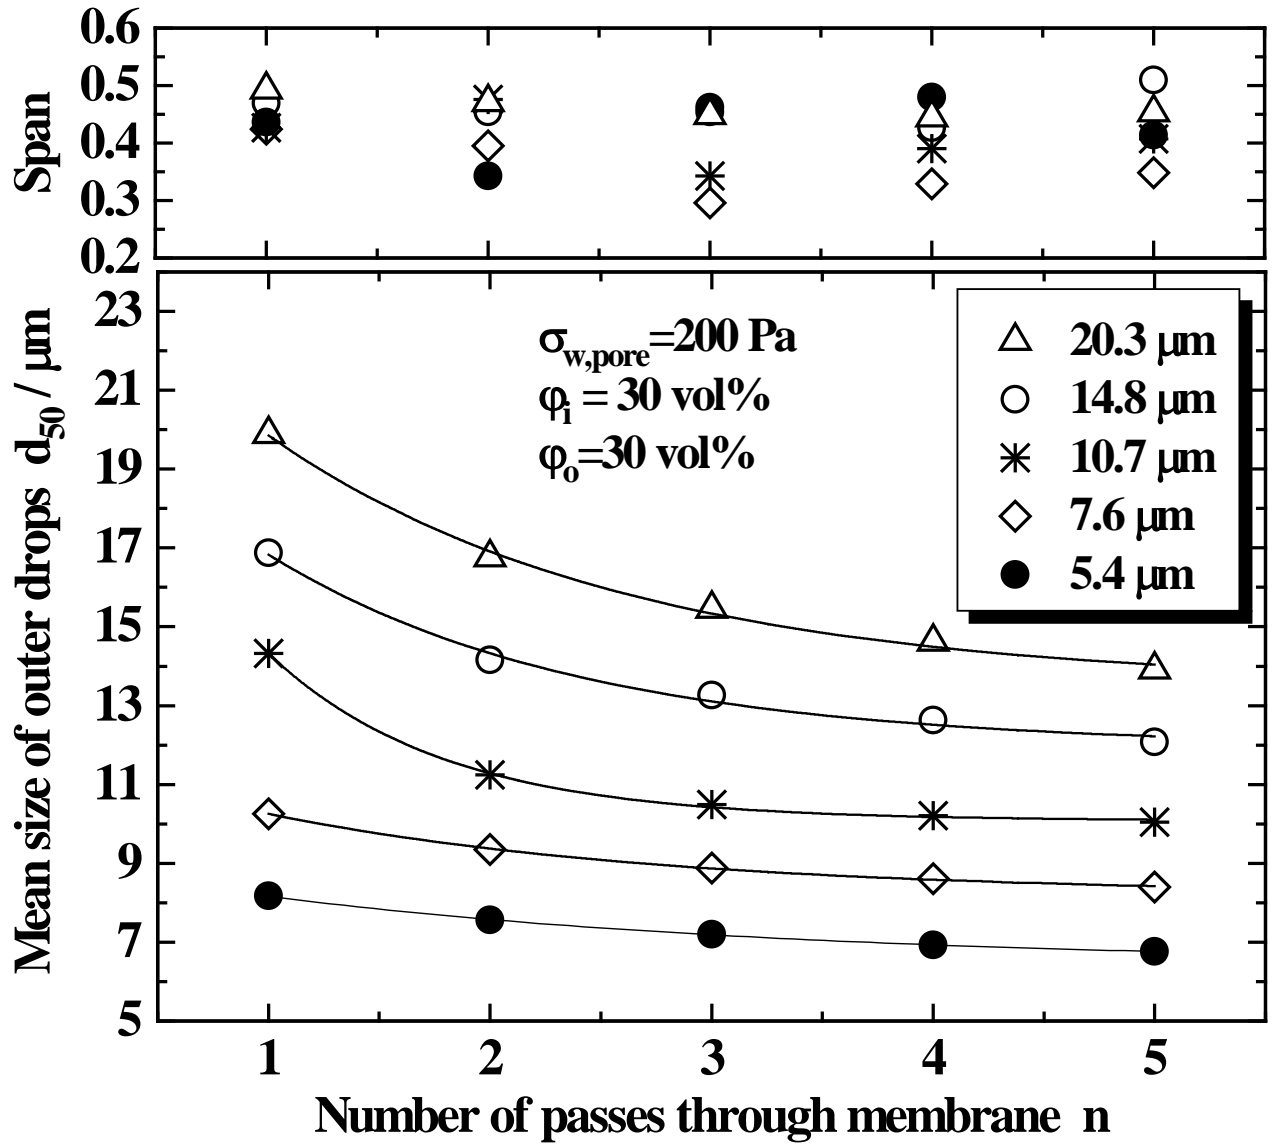 Span
0.6
0.5
0.4
0.3
0.2
Mean size of outer drops d50 / μm
23
21
19
17
15
13
11
9
7
5
σw,pore=200 Pa
φi = 30 vol%
φo=30 vol%
20.3 μm
14.8 μm
10.7 μm
7.6 μm
5.4 μm
1 2 3 4 5
Number of passes through membrane n